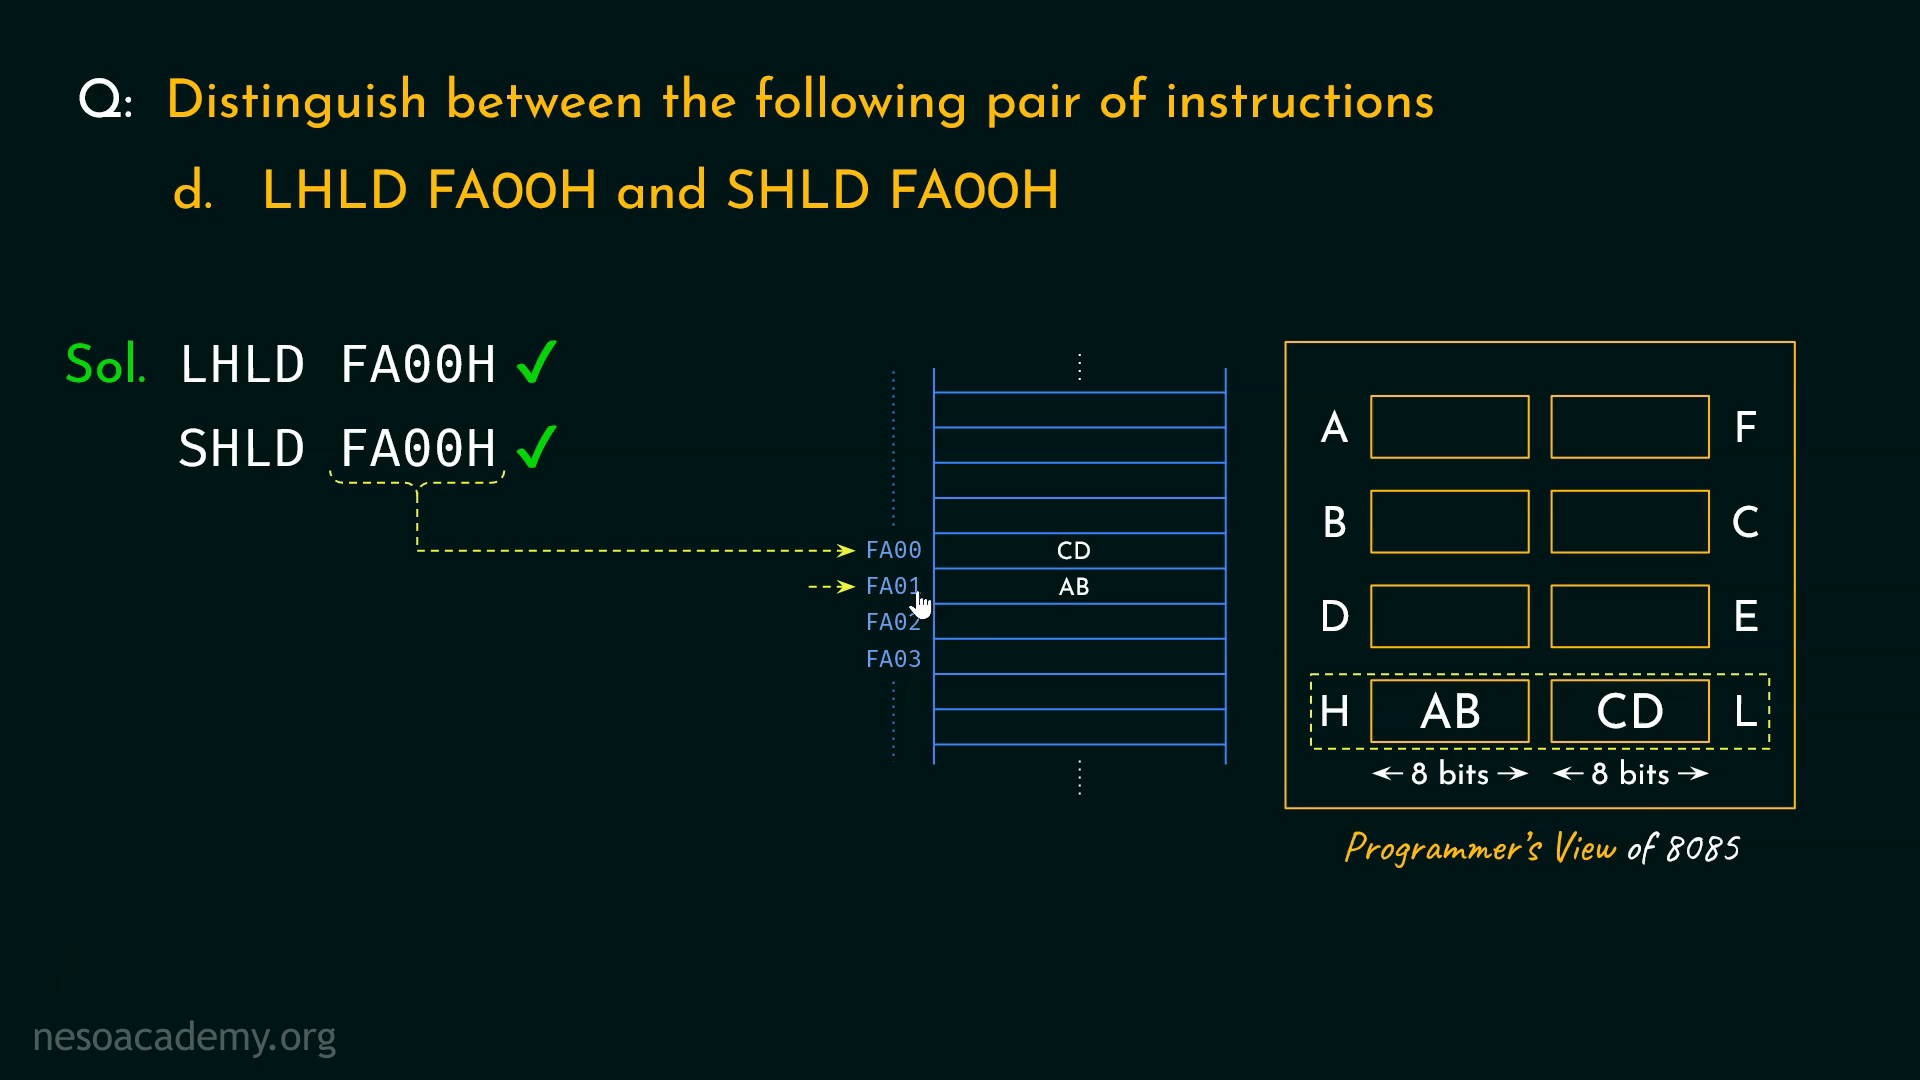 Q: Distinguish between the following pair of instructions
d. LHLD FA00H and SHLD FA00H
Sol. LHLD FA00H ✓
SHLD FA00H ✓
FA00 CD
FA01 AB
FA02
FA03
A F
B C
D E
H AB CD L
8 bits 8 bits
Programmer's View of 8085
nesoacademy.org